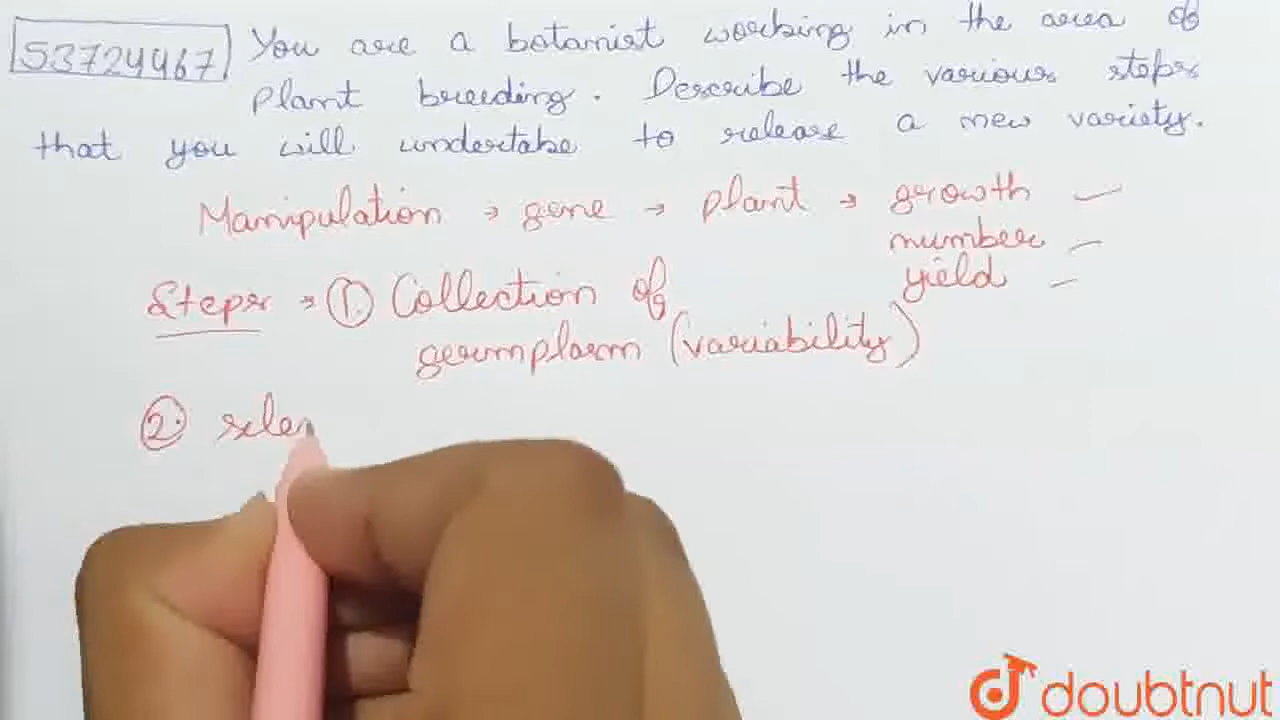 53724467 You are a botanist working in the area of
plant breeding. Describe the various steps
that you will undertake to release a new variety.
Manipulation → gene → plant → growth –
number –
yield –
Steps → 1. Collection of
germplasm (variability)
2. sele
doubtnut